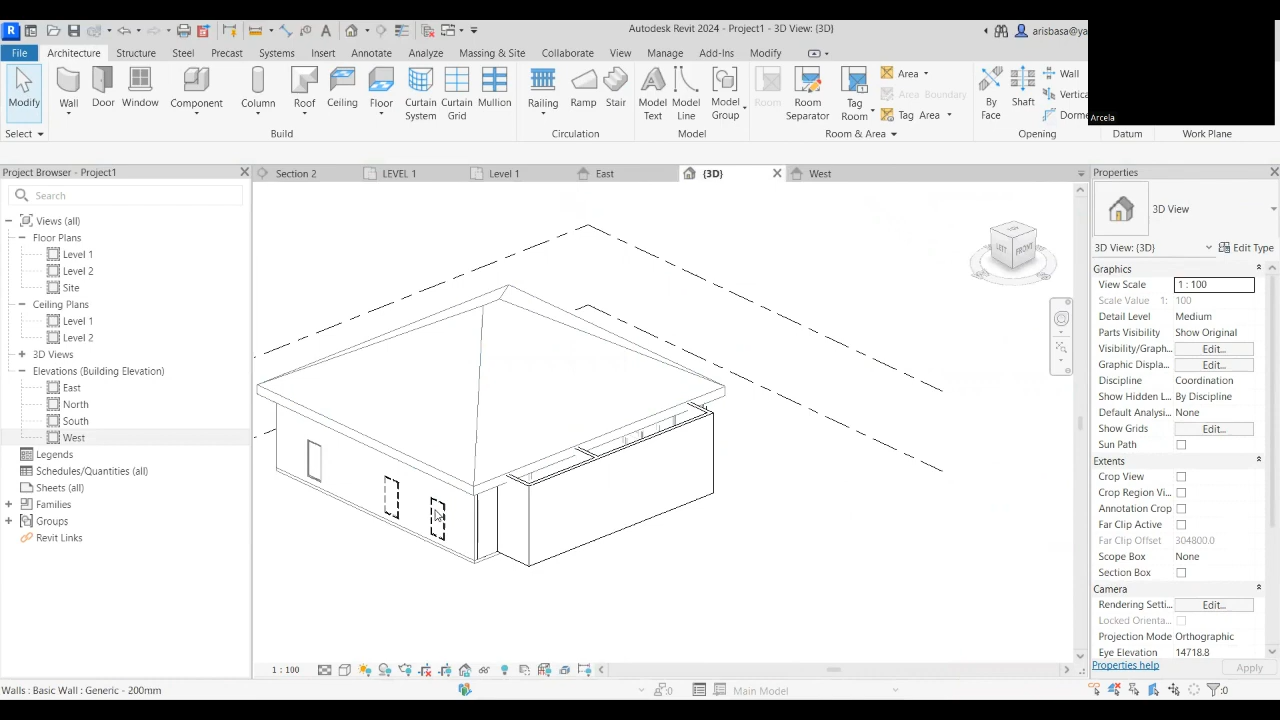 Autodesk Revit 2024 - Project1 - 3D View: {3D}
arisbasa@ya
Arcela
File Architecture Structure Steel Precast Systems Insert Annotate Analyze Massing & Site Collaborate View Manage Add- Modify
Modify
Wall
Door
Window
Component
Column
Roof
Ceiling
Floor
Curtain System
Curtain Grid
Mullion
Railing
Ramp
Stair
Model Text
Model Line
Model Group
Room
Room Separator
Tag Room
Area
Area Boundary
Tag Area
By Face
Shaft
Wall
Vertica
Dorme
Select
Build
Circulation
Model
Room & Area
Opening
Datum
Work Plane
Project Browser - Project1
Search
Views (all)
Floor Plans
Level 1
Level 2
Site
Ceiling Plans
Level 1
Level 2
3D Views
Elevations (Building Elevation)
East
North
South
West
Legends
Schedules/Quantities (all)
Sheets (all)
Families
Groups
Revit Links
Section 2
LEVEL 1
Level 1
East
{3D}
West
TOP
LEFT
FRONT
1 : 100
Properties
3D View
3D View: {3D}
Edit Type
Graphics
View Scale 1 : 100
Scale Value 1: 100
Detail Level Medium
Parts Visibility Show Original
Visibility/Graph... Edit...
Graphic Displa... Edit...
Discipline Coordination
Show Hidden L... By Discipline
Default Analysi... None
Show Grids Edit...
Sun Path
Extents
Crop View
Crop Region Vi...
Annotation Crop
Far Clip Active
Far Clip Offset 304800.0
Scope Box None
Section Box
Camera
Rendering Setti... Edit...
Locked Orienta...
Projection Mode Orthographic
Eye Elevation 14718.8
Properties help
Apply
Walls : Basic Wall : Generic - 200mm
:0
Main Model
:0